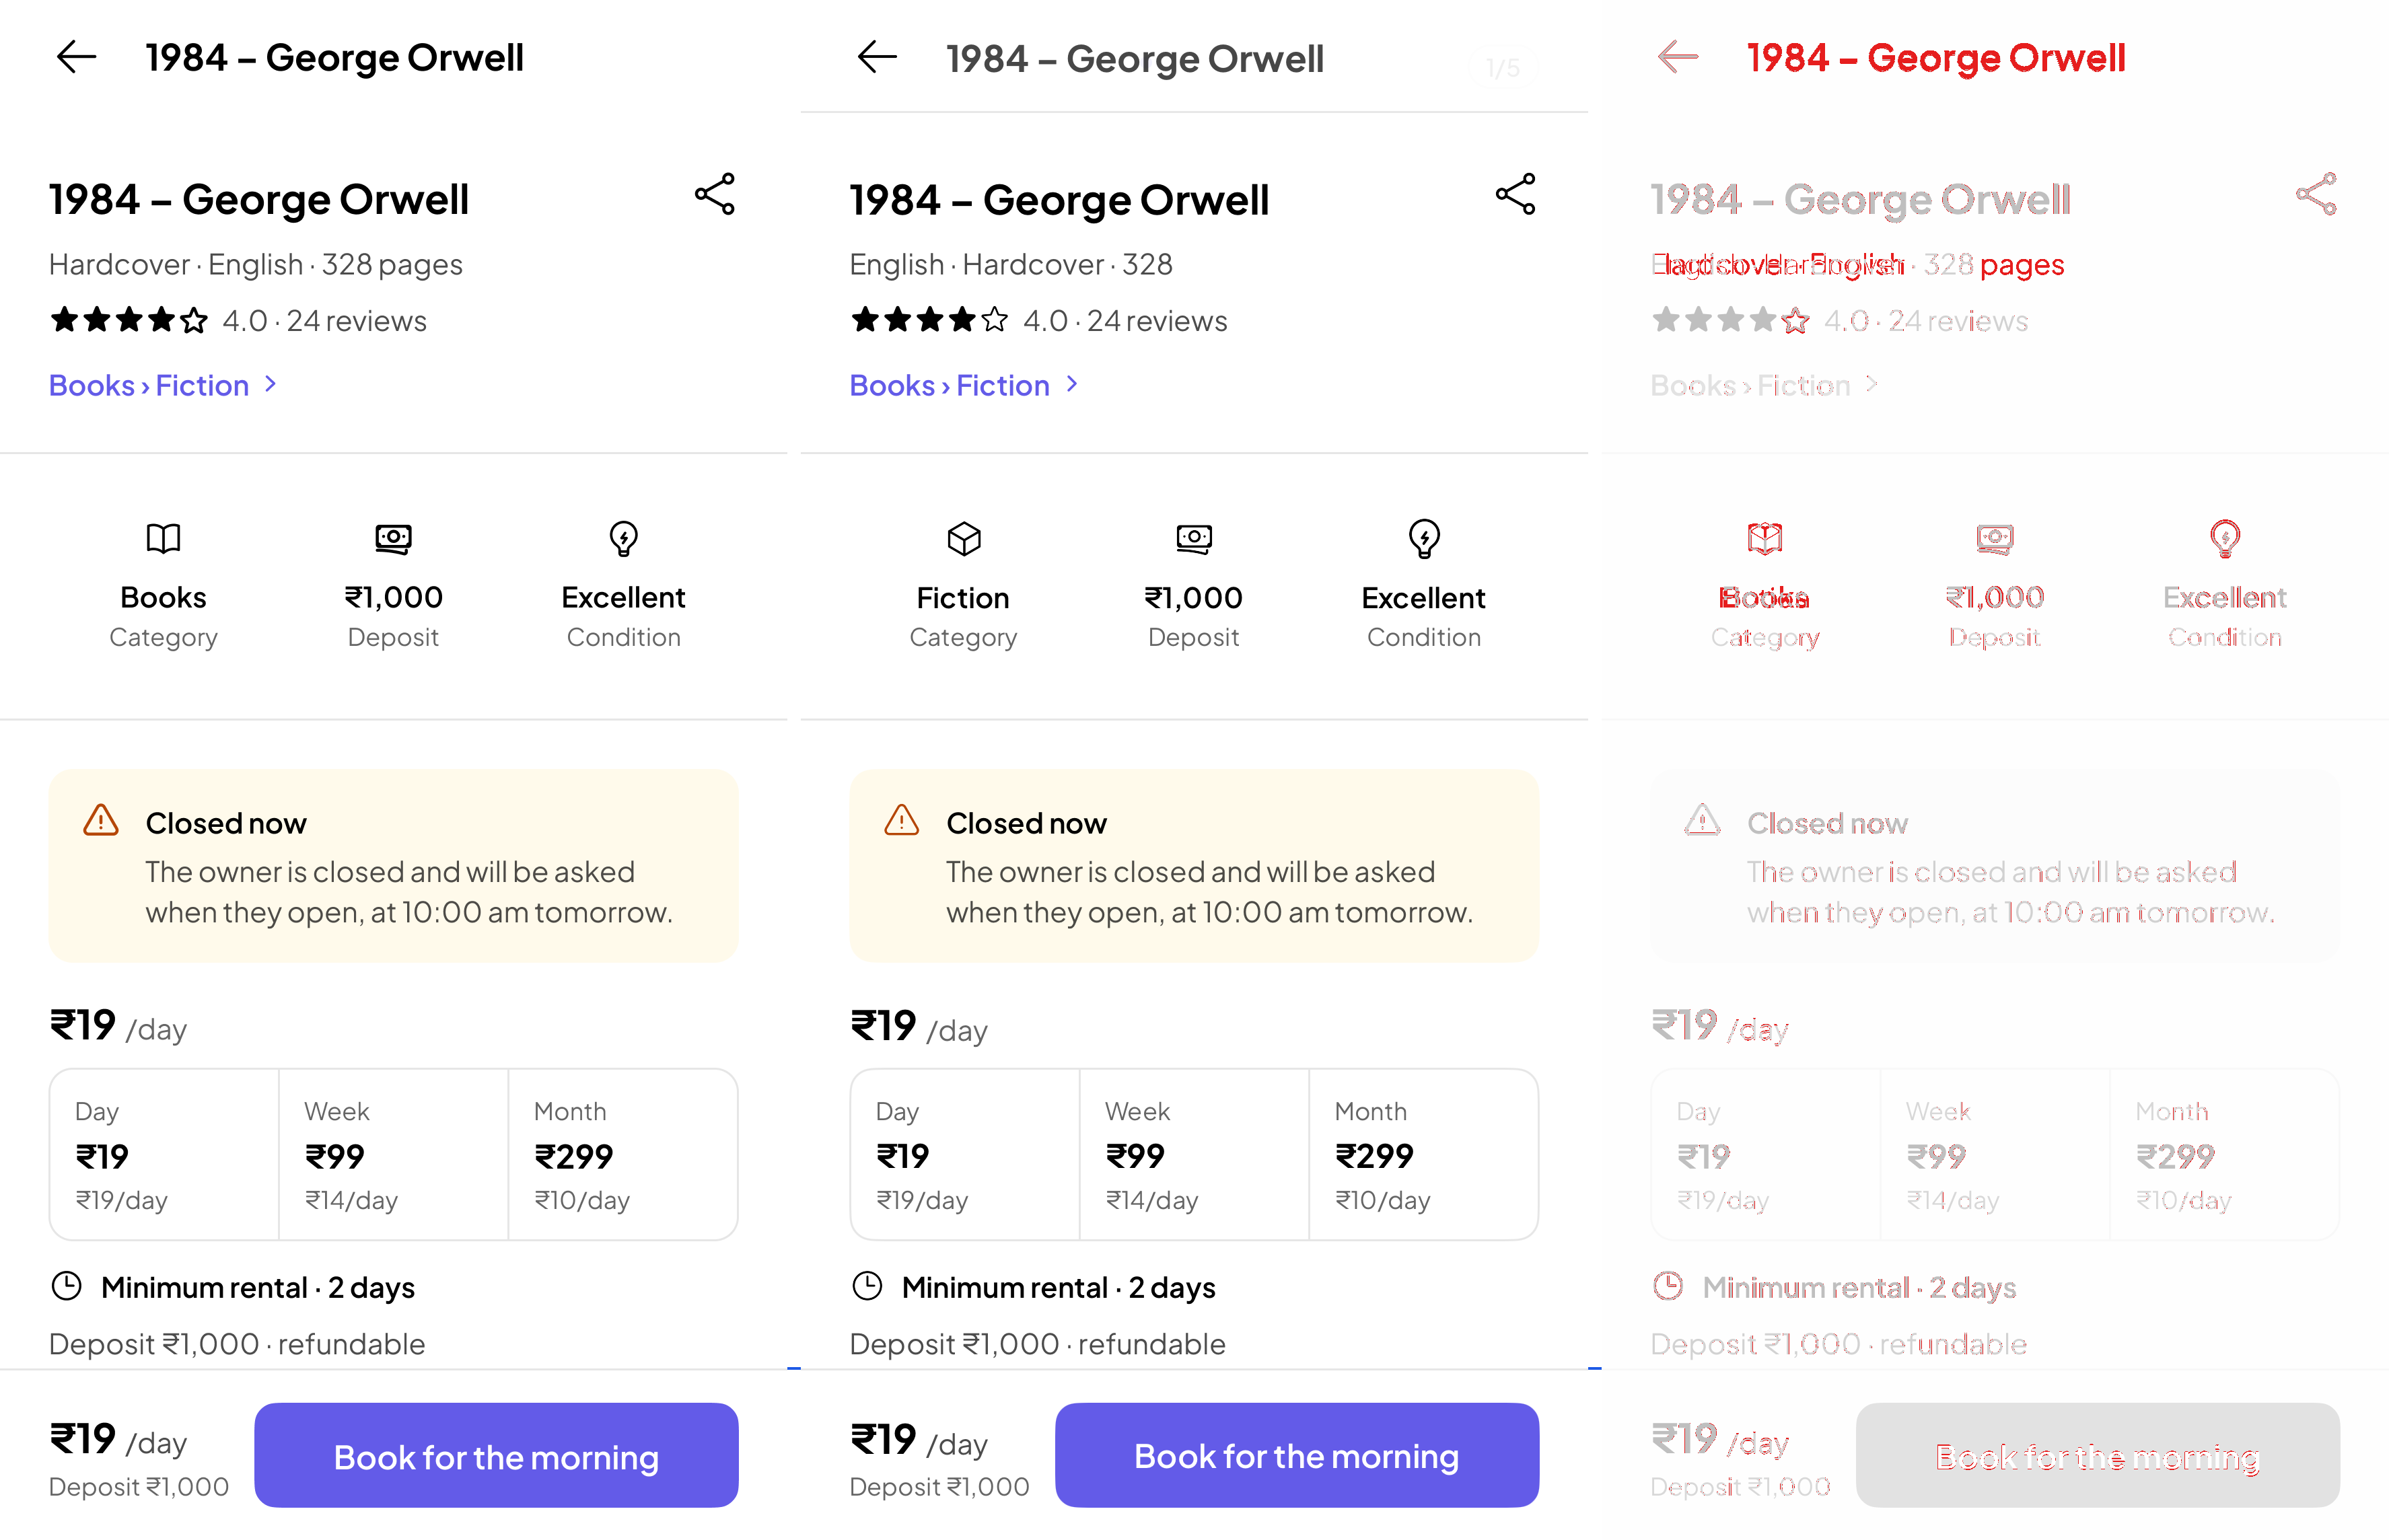 1984 – George Orwell
1984 – George Orwell
Hardcover · English · 328 pages
4.0 · 24 reviews
Books › Fiction
Books
Category
₹1,000
Deposit
Excellent
Condition
Closed now
The owner is closed and will be asked
when they open, at 10:00 am tomorrow.
₹19 /day
Day
₹19
₹19/day
Week
₹99
₹14/day
Month
₹299
₹10/day
Minimum rental · 2 days
Deposit ₹1,000 · refundable
₹19 /day
Deposit ₹1,000
Book for the morning
1984 – George Orwell
1/5
1984 – George Orwell
English · Hardcover · 328
4.0 · 24 reviews
Books › Fiction
Fiction
Category
₹1,000
Deposit
Excellent
Condition
Closed now
The owner is closed and will be asked
when they open, at 10:00 am tomorrow.
₹19 /day
Day
₹19
₹19/day
Week
₹99
₹14/day
Month
₹299
₹10/day
Minimum rental · 2 days
Deposit ₹1,000 · refundable
₹19 /day
Deposit ₹1,000
Book for the morning
1984 – George Orwell
1984 – George Orwell
· 328 pages
4.0 · 24 reviews
Books › Fiction
Category
₹1,000
Deposit
Excellent
Condition
Closed now
The owner is closed and will be asked
when they open, at 10:00 am tomorrow.
₹19 /day
Day
₹19
₹19/day
Week
₹99
₹14/day
Month
₹299
₹10/day
Minimum rental · 2 days
Deposit ₹1,000 · refundable
₹19 /day
Deposit ₹1,000
Book for the morning